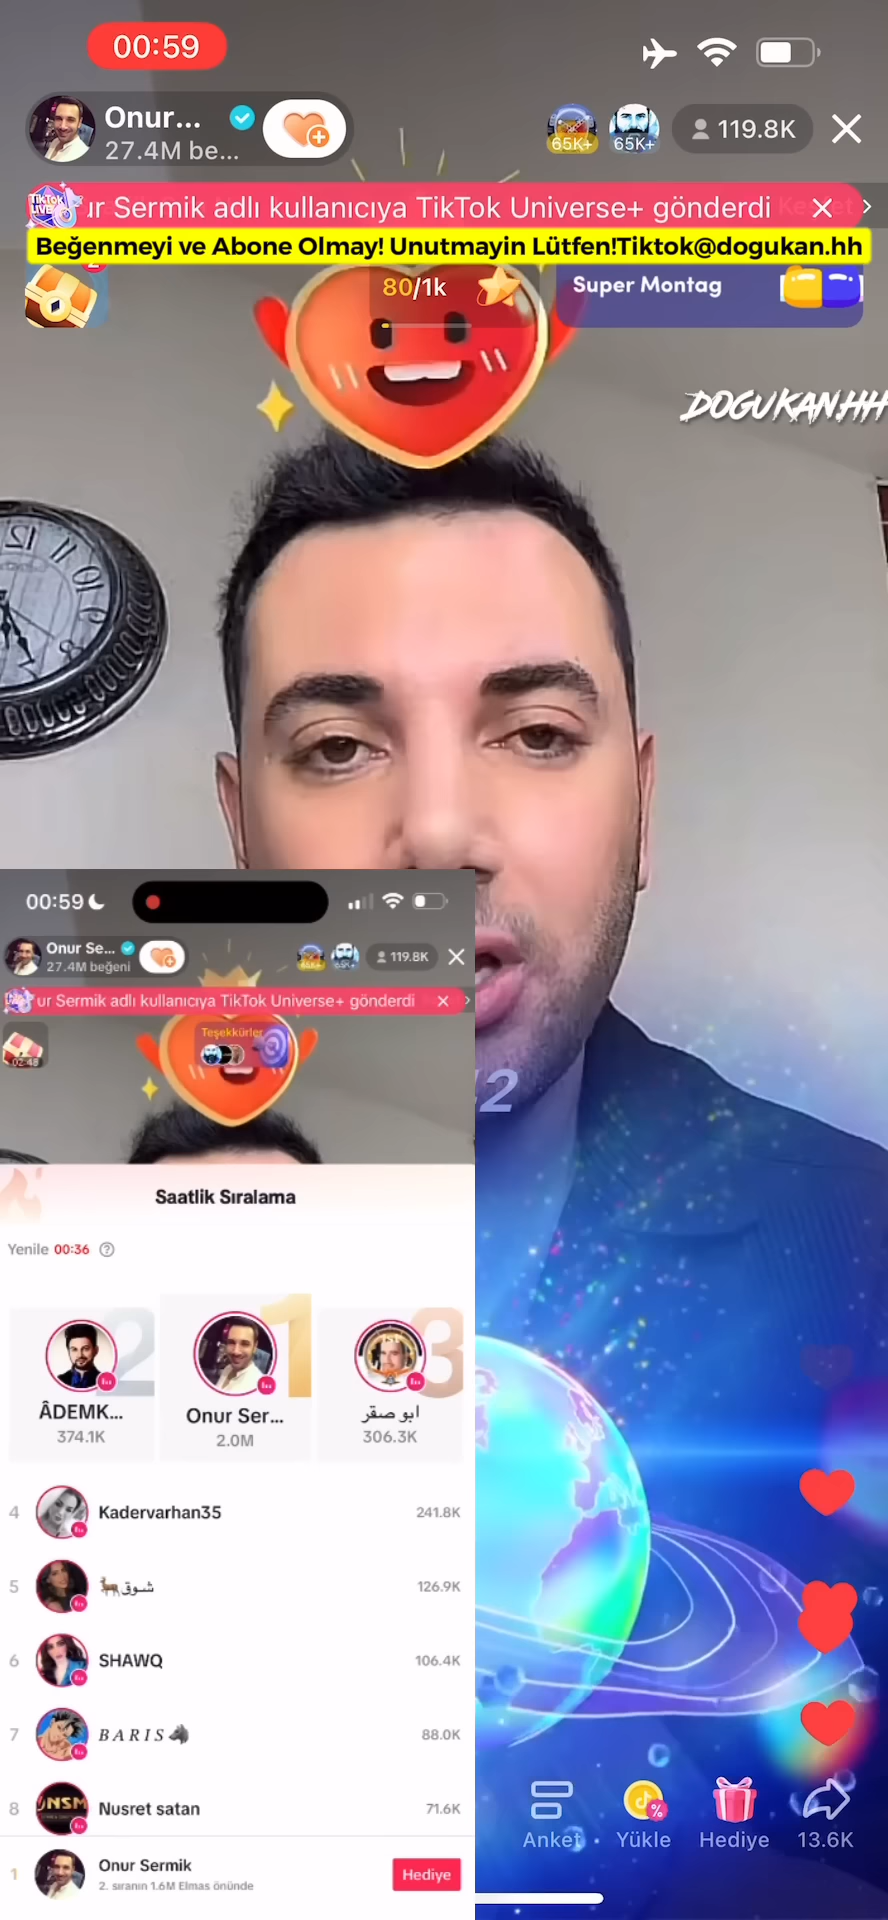 00:59
Onur...
27.4M be...
65K+
65K+
119.8K
ur Sermik adlı kullanıcıya TikTok Universe+ gönderdi
Beğenmeyi ve Abone Olmay! Unutmayin Lütfen!Tiktok@dogukan.hh
80/1k
Super Montag
DOGUKAN.HH
00:59
Onur Se...
27.4M beğeni
119.8K
ur Sermik adlı kullanıcıya TikTok Universe+ gönderdi
Teşekkürler
02:48
Saatlik Sıralama
Yenile 00:36
2
1
3
ÂDEMK...
Onur Ser...
ابو صقر
374.1K
2.0M
306.3K
4 Kadervarhan35 241.8K
5 🦌شوق 126.9K
6 SHAWQ 106.4K
7 BARIS🐺 88.0K
8 Nusret satan 71.6K
1 Onur Sermik
2. sıranın 1.6M Elmas önünde
Hediye
Anket
Yükle
Hediye
13.6K